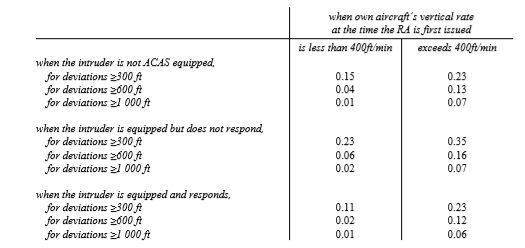 when own aircraft's vertical rate
at the time the RA is first issued
is less than 400ft/min exceeds 400ft/min
when the intruder is not ACAS equipped,
for deviations ≥300 ft 0.15 0.23
for deviations ≥600 ft 0.04 0.13
for deviations ≥1 000 ft 0.01 0.07
when the intruder is equipped but does not respond,
for deviations ≥300 ft 0.23 0.35
for deviations ≥600 ft 0.06 0.16
for deviations ≥1 000 ft 0.02 0.07
when the intruder is equipped and responds,
for deviations ≥300 ft 0.11 0.23
for deviations ≥600 ft 0.02 0.12
for deviations ≥1 000 ft 0.01 0.06